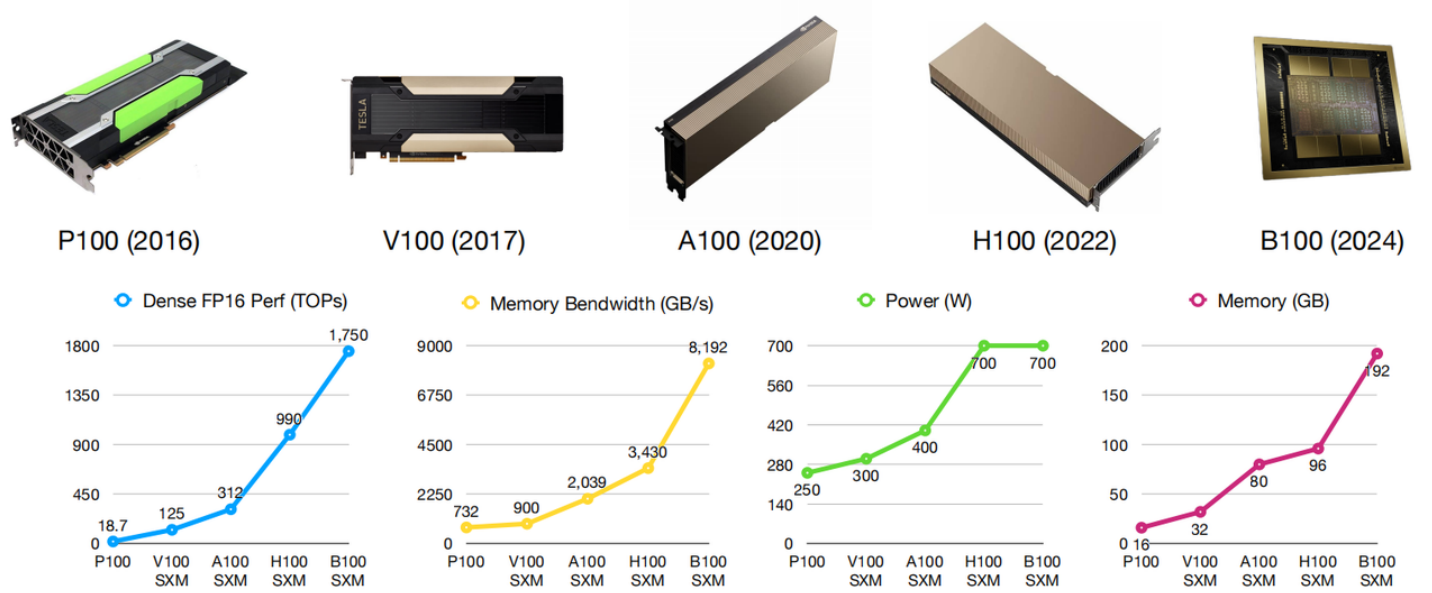 TESLA
P100 (2016)
V100 (2017)
A100 (2020)
H100 (2022)
B100 (2024)
Dense FP16 Perf (TOPs)
1800
1350
900
450
0
18.7
125
312
990
1,750
P100
V100 SXM
A100 SXM
H100 SXM
B100 SXM
Memory Bendwidth (GB/s)
9000
6750
4500
2250
0
732
900
2,039
3,430
8,192
P100
V100 SXM
A100 SXM
H100 SXM
B100 SXM
Power (W)
700
560
420
280
140
0
250
300
400
700
700
P100
V100 SXM
A100 SXM
H100 SXM
B100 SXM
Memory (GB)
200
150
100
50
0
16
32
80
96
192
P100
V100 SXM
A100 SXM
H100 SXM
B100 SXM